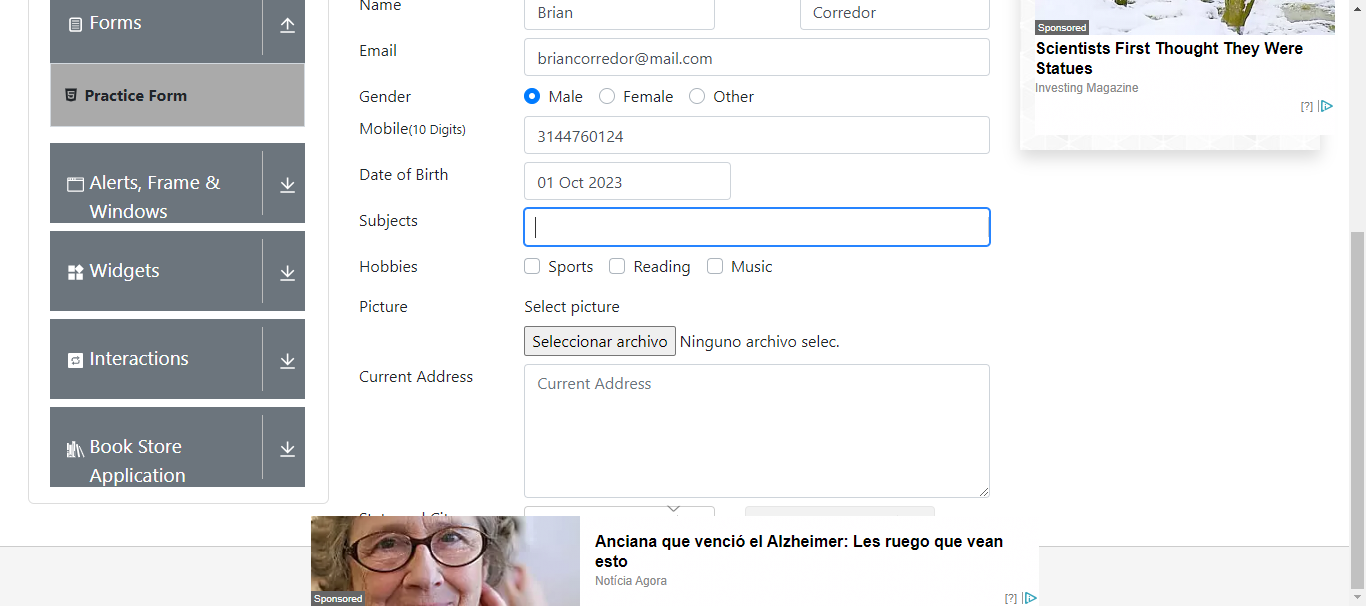 Forms
Practice Form
Alerts, Frame &
Windows
Widgets
Interactions
Book Store
Application
Name
Brian
Corredor
Email
briancorredor@mail.com
Gender
Male
Female
Other
Mobile(10 Digits)
3144760124
Date of Birth
01 Oct 2023
Subjects
Hobbies
Sports
Reading
Music
Picture
Select picture
Seleccionar archivo Ninguno archivo selec.
Current Address
Current Address
State and City
Sponsored
Scientists First Thought They Were
Statues
Investing Magazine
[?]
Sponsored
Anciana que venció el Alzheimer: Les ruego que vean
esto
Notícia Agora
[?]